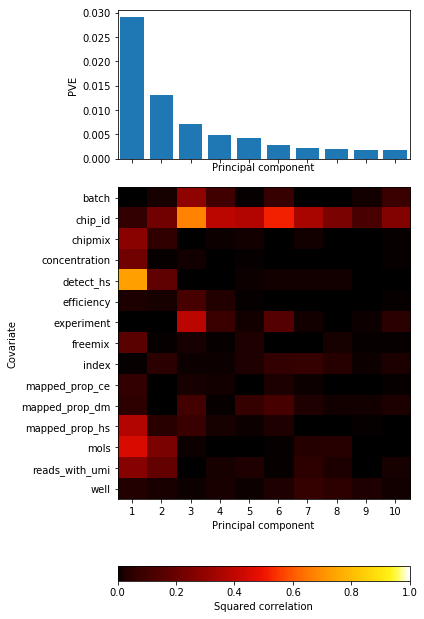 0.030
0.025
0.020
PVE
0.015
0.010
0.005
0.000
Principal component
batch
chip_id
chipmix
concentration
detect_hs
efficiency
experiment
Covariate
freemix
index
mapped_prop_ce
mapped_prop_dm
mapped_prop_hs
mols
reads_with_umi
well
1 2 3 4 5 6 7 8 9 10
Principal component
0.0 0.2 0.4 0.6 0.8 1.0
Squared correlation